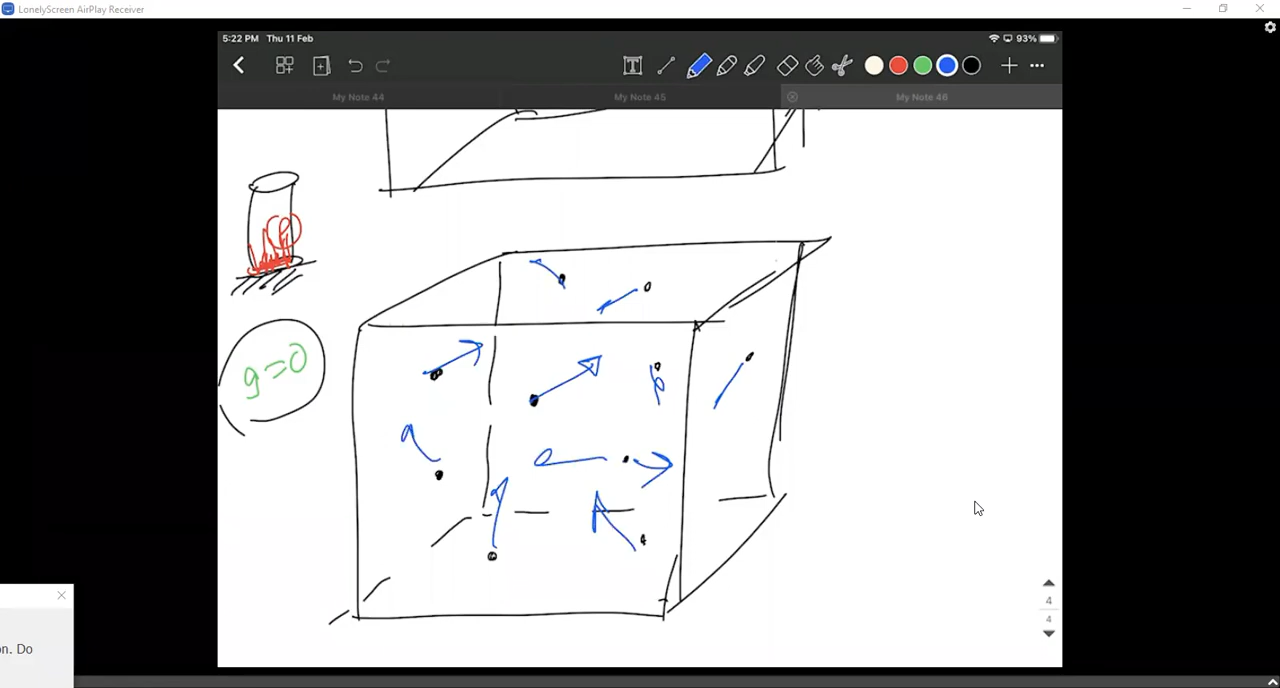 LonelyScreen AirPlay Receiver
5:22 PM Thu 11 Feb
93%
T
My Note 44
My Note 45
My Note 46
g=0
4
4
on. Do